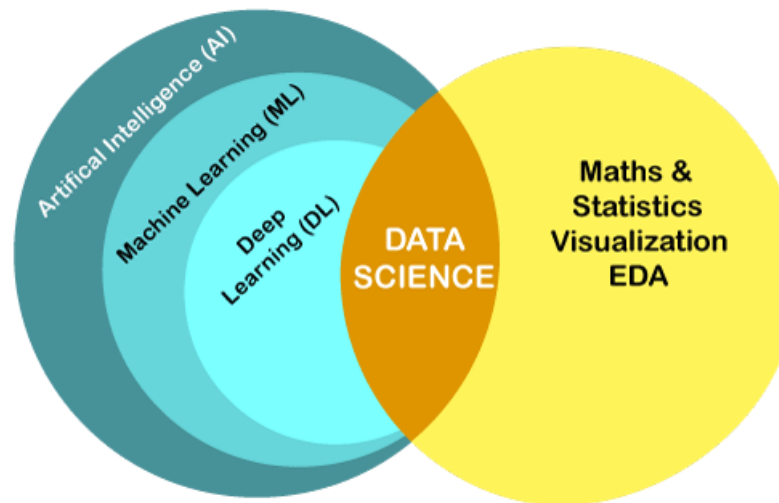 Artifical Intelligence (AI)
Machine Learning (ML)
Deep
Learning (DL)
DATA
SCIENCE
Maths &
Statistics
Visualization
EDA